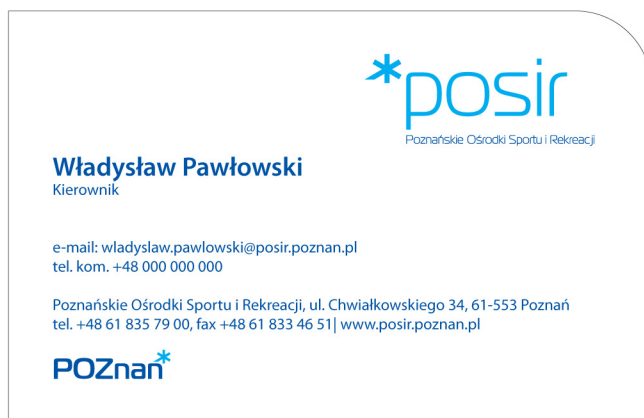 *posir
Poznańskie Ośrodki Sportu i Rekreacji
Władysław Pawłowski
Kierownik
e-mail: wladyslaw.pawlowski@posir.poznan.pl
tel. kom. +48 000 000 000
Poznańskie Ośrodki Sportu i Rekreacji, ul. Chwiałkowskiego 34, 61-553 Poznań
tel. +48 61 835 79 00, fax +48 61 833 46 51| www.posir.poznan.pl
POZnan*